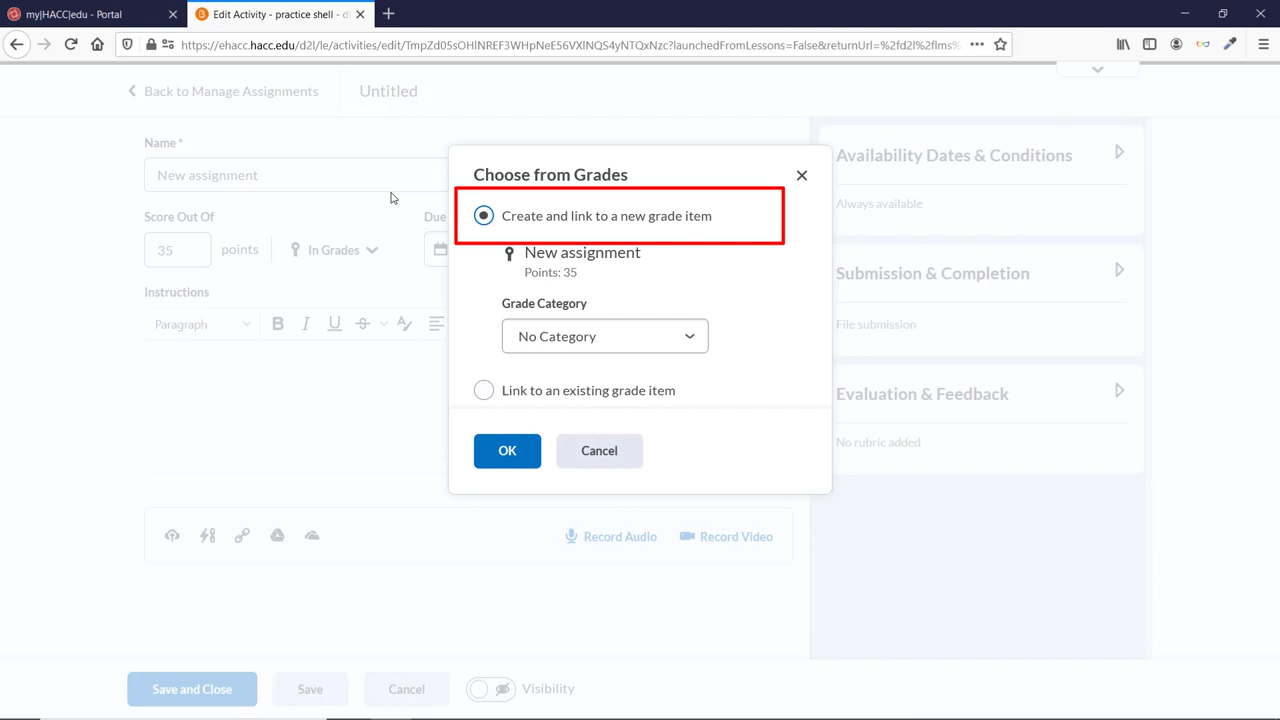 myJHACC|edu - Portal
Edit Activity - practice shell - d
https://ehacc.hacc.edu/d2l/le/activities/edit/TmpZd05sOHlNREF3WHpNeE56VXlNQS4yNTQxNzc?launchedFromLessons=False&returnUrl=%2fd2l%2flms%
Back to Manage Assignments
Untitled
Name *
New assignment
Score Out Of
Due
35
points
In Grades
Instructions
Paragraph
B
I
U
Choose from Grades
Create and link to a new grade item
New assignment
Points: 35
Grade Category
No Category
Link to an existing grade item
OK
Cancel
Availability Dates & Conditions
Always available
Submission & Completion
File submission
Evaluation & Feedback
No rubric added
Record Audio
Record Video
Save and Close
Save
Cancel
Visibility